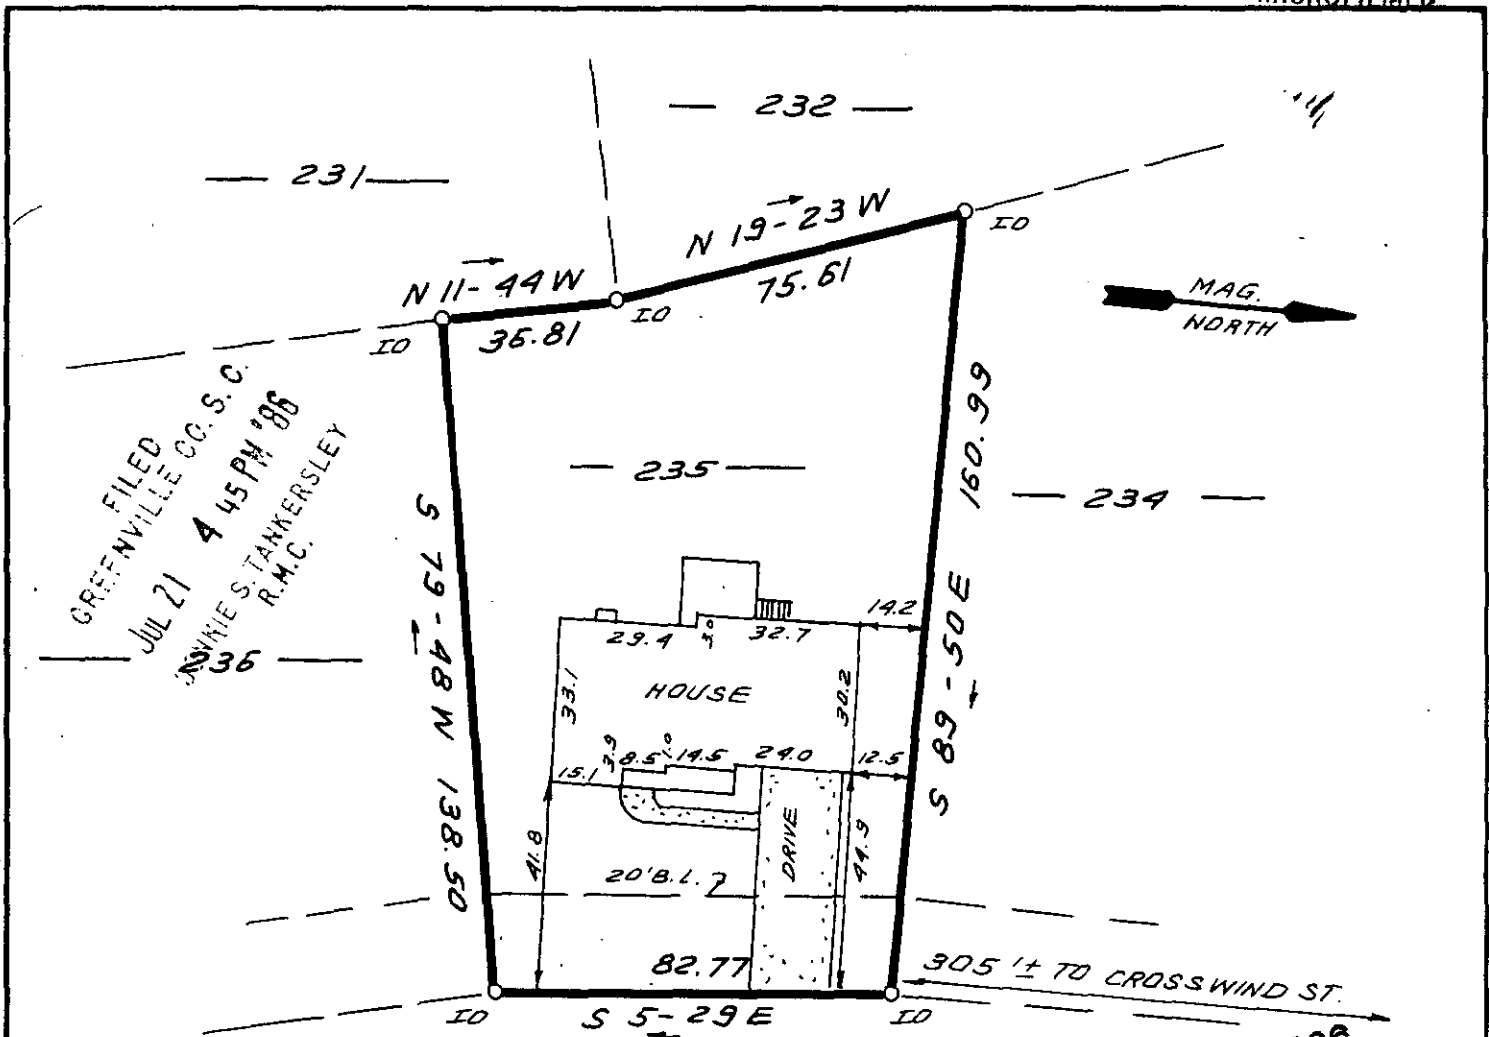 232
231
N 19-23 W
75.61
IO
N 11-44 W
36.81
IO
IO
MAG.
NORTH
FILED
GREENVILLE CO. S. C.
JUL 21 4 45 PM '86
S. TANKERSLEY
R.M.C.
235
234
236
S 79-48 W 138.50
S 89-50 E 160.99
14.2
29.4
3.0
32.7
HOUSE
33.1
30.2
3.9
8.5
1.0
14.5
24.0
12.5
15.1
41.8
DRIVE
44.9
20' B.L.
82.77
305 '± TO CROSSWIND ST.
IO
S 5-29 E
IO